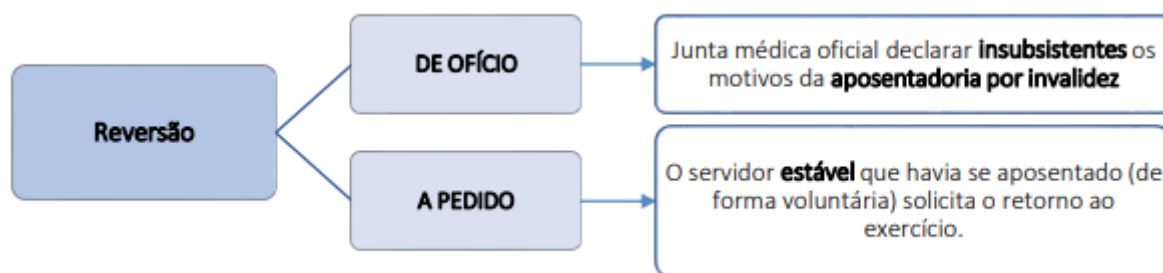 Reversão
DE OFÍCIO
Junta médica oficial declarar insubsistentes os
motivos da aposentadoria por invalidez
A PEDIDO
O servidor estável que havia se aposentado (de
forma voluntária) solicita o retorno ao
exercício.